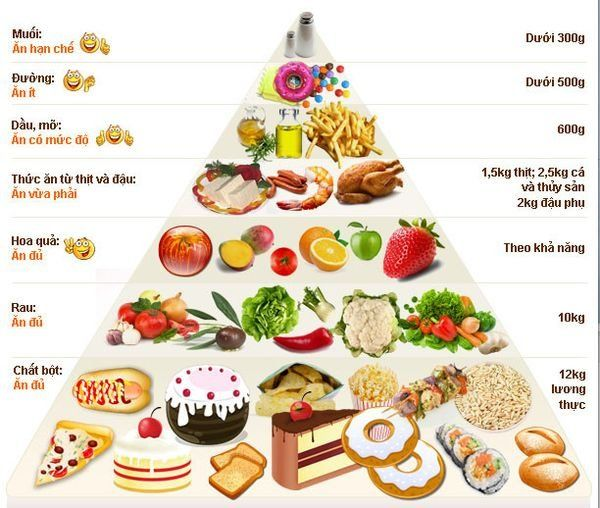 Muối:
Ăn hạn chế
Dưới 300g
Đường:
Ăn ít
Dưới 500g
Dầu, mỡ:
Ăn có mức độ
600g
Thức ăn từ thịt và đậu:
Ăn vừa phải
1,5kg thịt; 2,5kg cá
và thủy sản
2kg đậu phụ
Hoa quả:
Ăn đủ
Theo khả năng
Rau:
Ăn đủ
10kg
Chất bột:
Ăn đủ
12kg
lương
thực